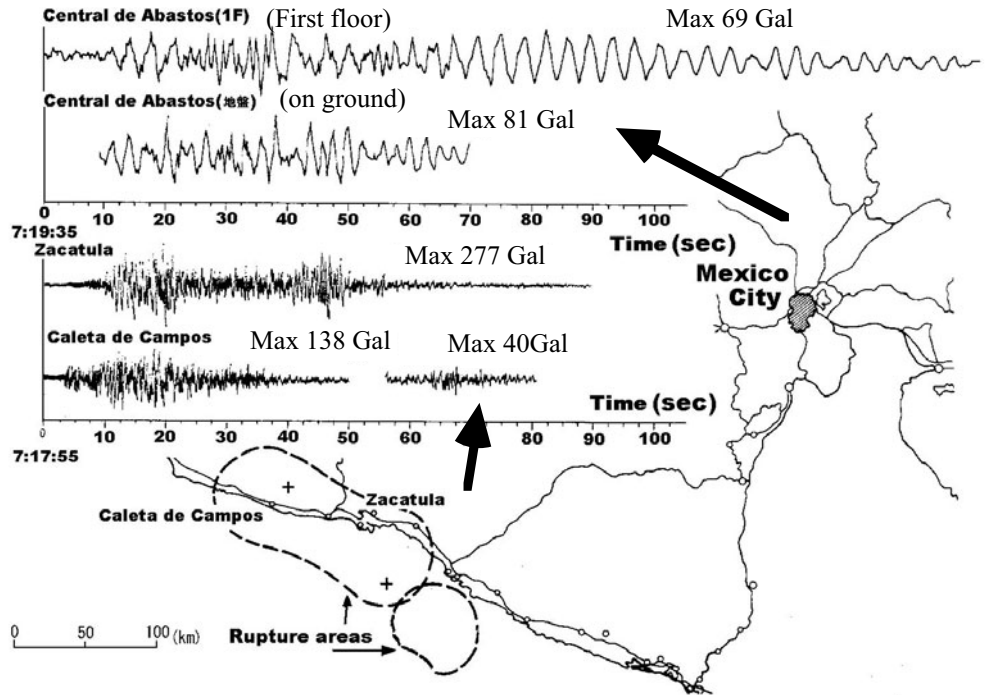 Central de Abastos(1F) (First floor) Max 69 Gal
Central de Abastos(地盤) (on ground)
Max 81 Gal
0 10 20 30 40 50 60 70 80 90 100
7:19:35
Time (sec)
Zacatula
Max 277 Gal
Mexico
City
Caleta de Campos Max 138 Gal Max 40Gal
Time (sec)
0 10 20 30 40 50 60 70 80 90 100
7:17:55
Zacatula
Caleta de Campos
0 50 100 (km)
Rupture areas